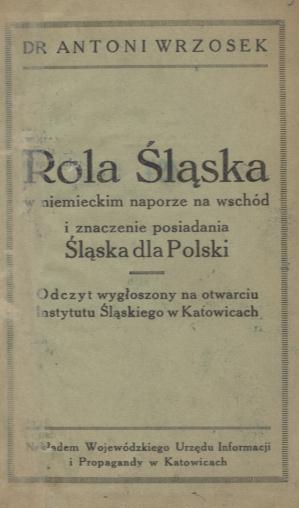 DR ANTONI WRZOSEK
Rola Śląska
w niemieckim naporze na wschód
i znaczenie posiadania
Śląska dla Polski
Odczyt wygłoszony na otwarciu
Instytutu Śląskiego w Katowicach
Nakładem Wojewódzkiego Urzędu Informacji
i Propagandy w Katowicach